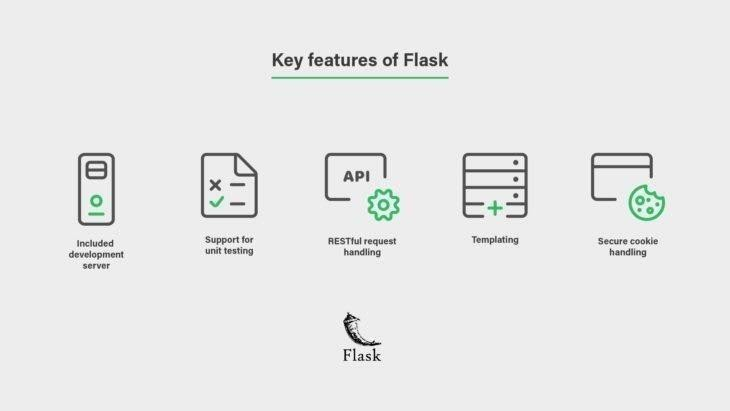 Key features of Flask
Included
development
server
Support for
unit testing
API
RESTful request
handling
Templating
Secure cookie
handling
Flask